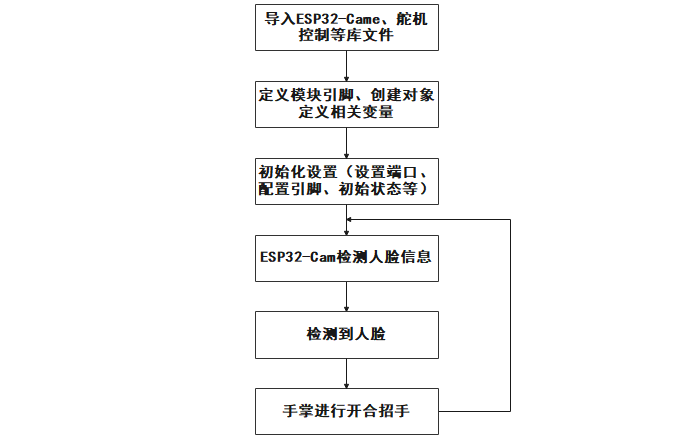 导入ESP32-Came、舵机
控制等库文件
定义模块引脚、创建对象
定义相关变量
初始化设置（设置端口、
配置引脚、初始状态等）
ESP32-Cam检测人脸信息
检测到人脸
手掌进行开合招手